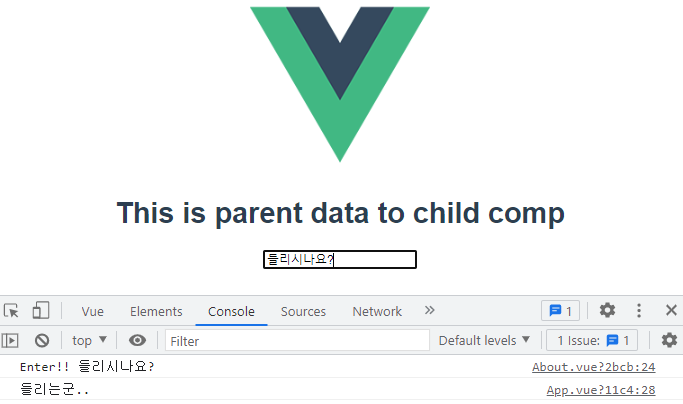 This is parent data to child comp
들리시나요?
Vue Elements Console Sources Network 1
top Filter Default levels 1 Issue: 1
Enter!! 들리시나요? About.vue?2bcb:24
들리는군.. App.vue?11c4:28